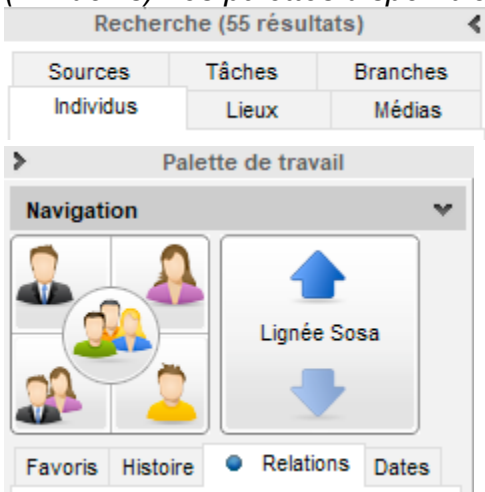 Recherche (55 résultats)
Sources Tâches Branches
Individus Lieux Médias
Palette de travail
Navigation
Lignée Sosa
Favoris Histoire Relations Dates